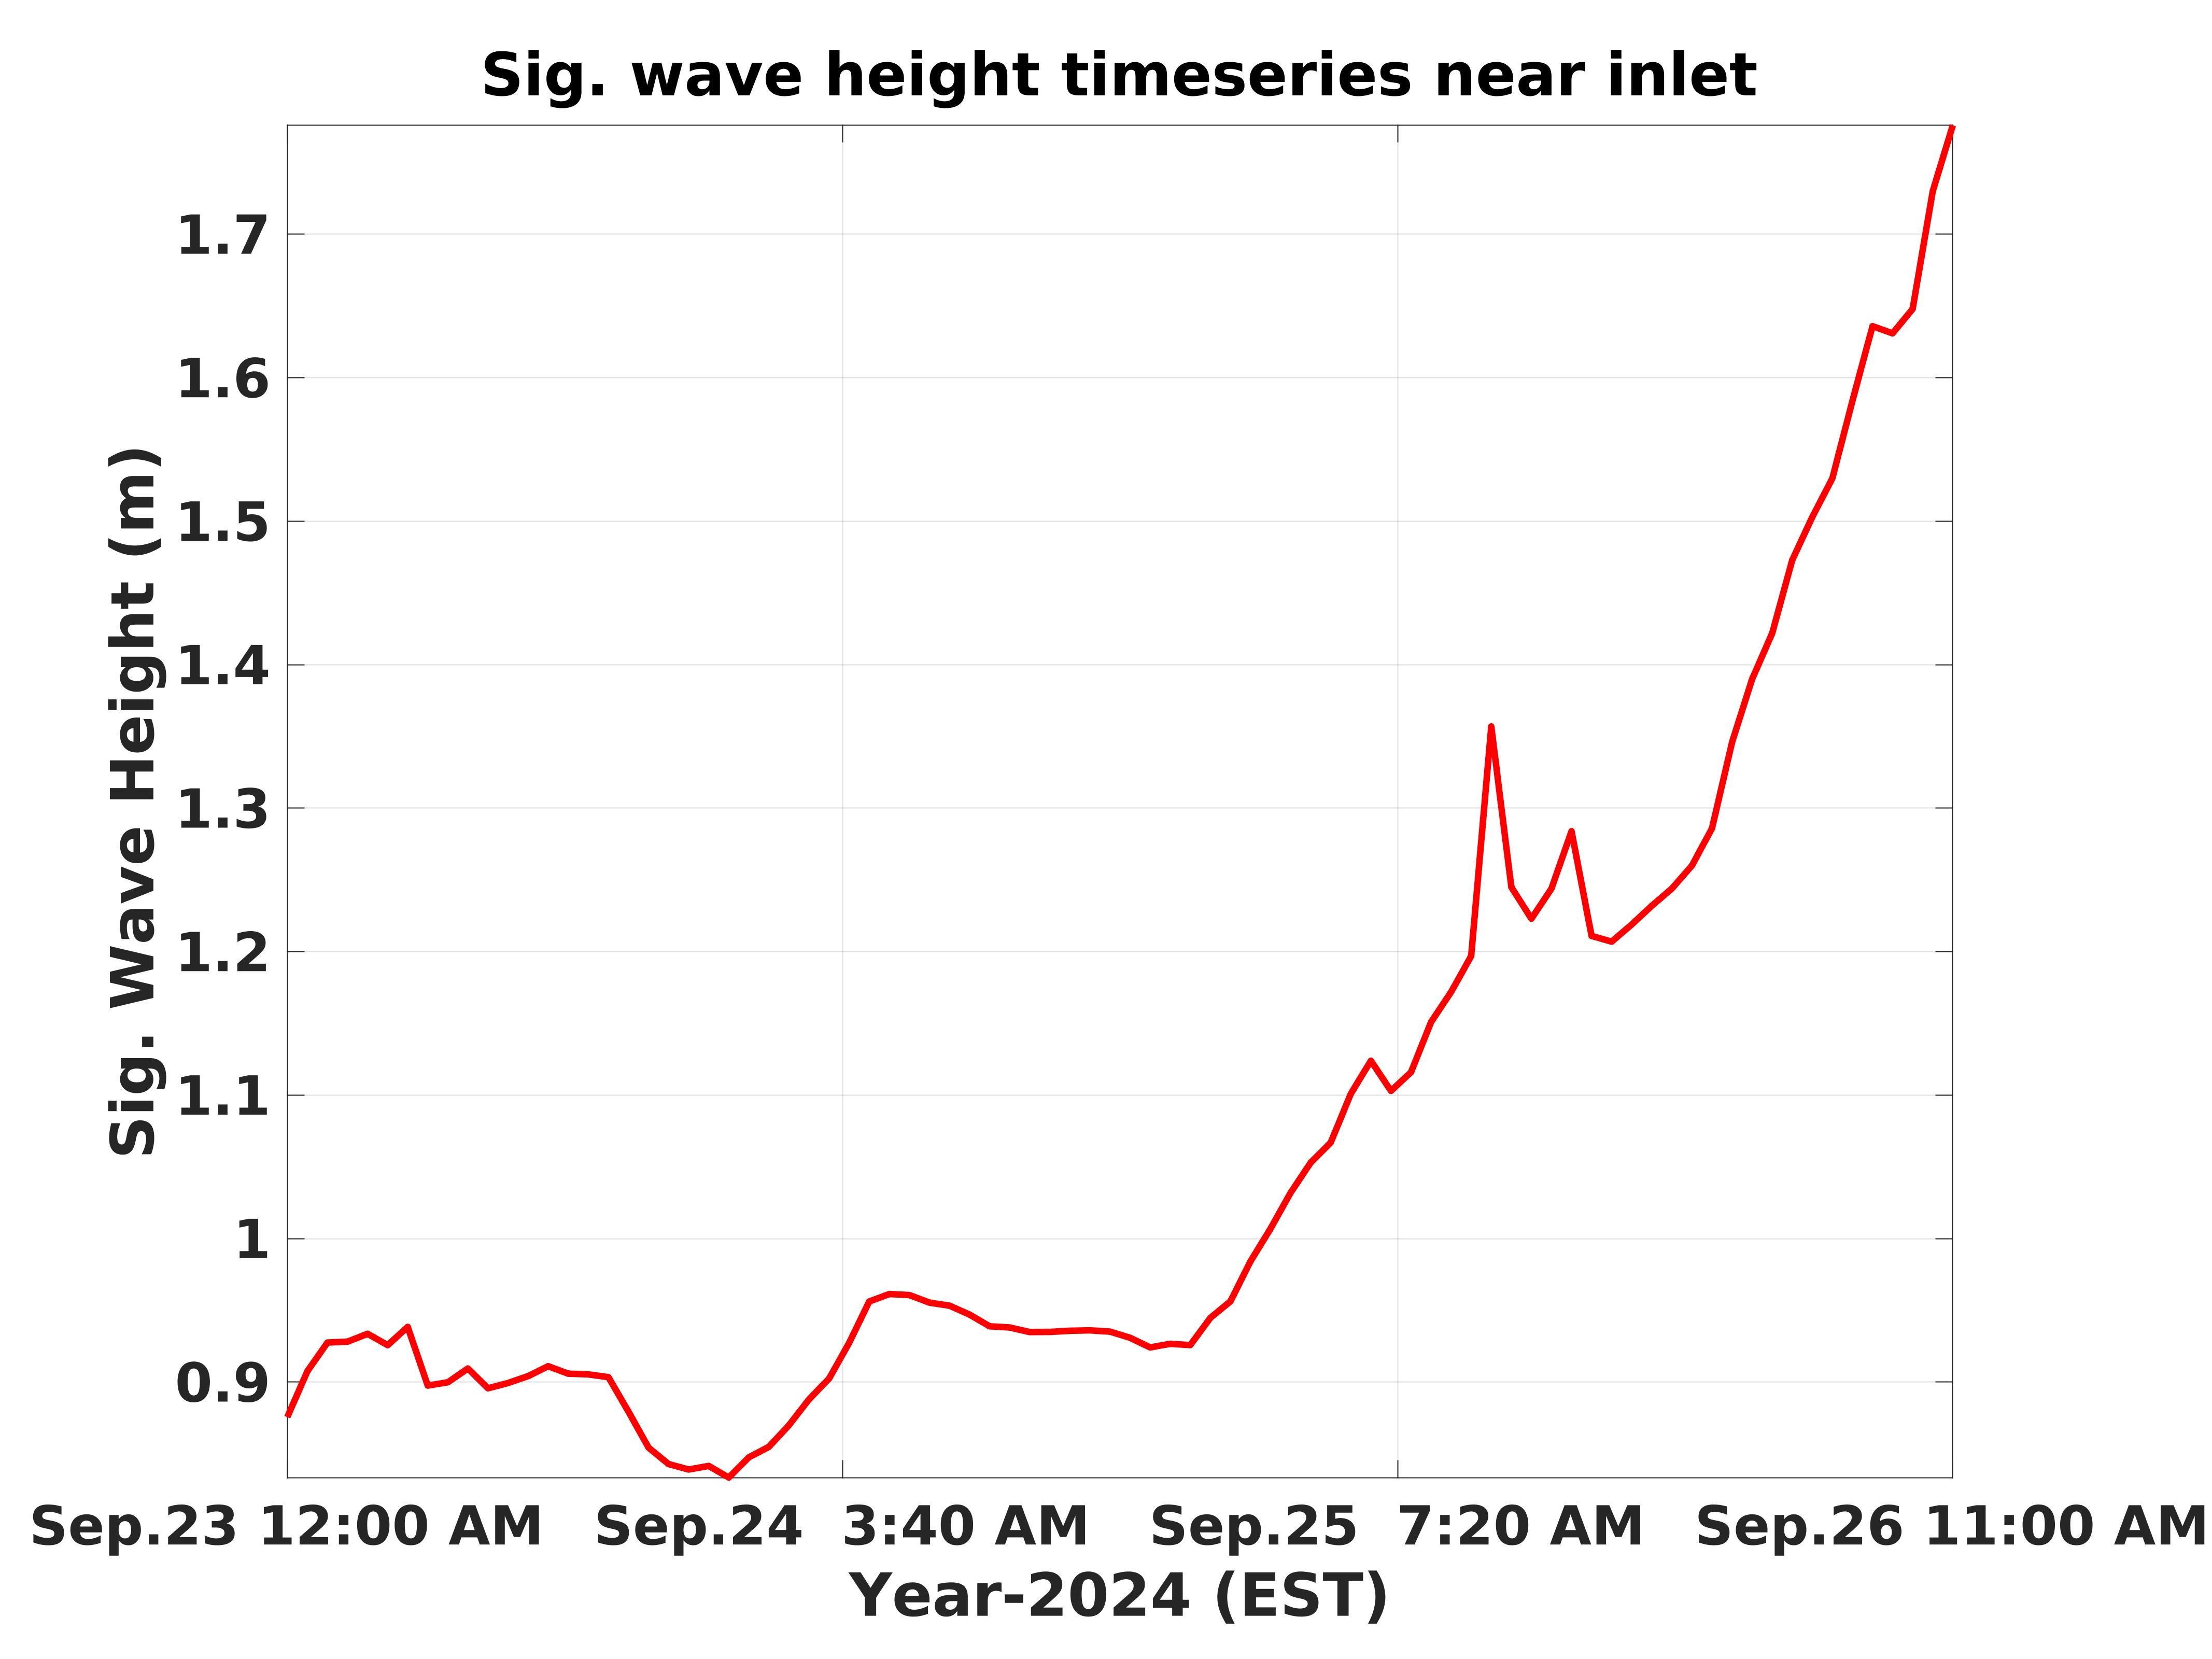 Sig. wave height timeseries near inlet
Sig. Wave Height (m)
1.7
1.6
1.5
1.4
1.3
1.2
1.1
1
0.9
Sep.23 12:00 AM Sep.24 3:40 AM Sep.25 7:20 AM Sep.26 11:00 AM
Year-2024 (EST)